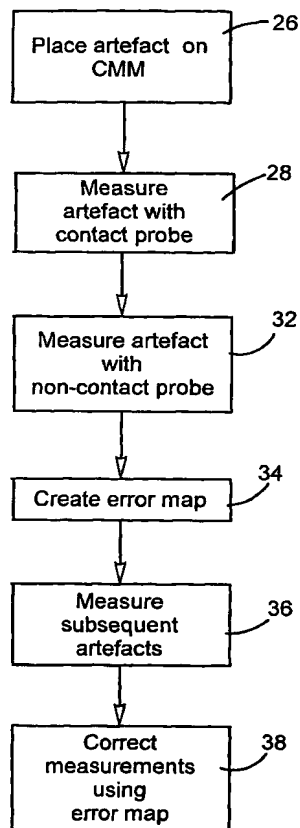 Place artefact on
CMM
26
Measure
artefact with
contact probe
28
Measure artefact
with
non-contact probe
32
Create error map
34
Measure
subsequent
artefacts
36
Correct
measurements
using
error map
38